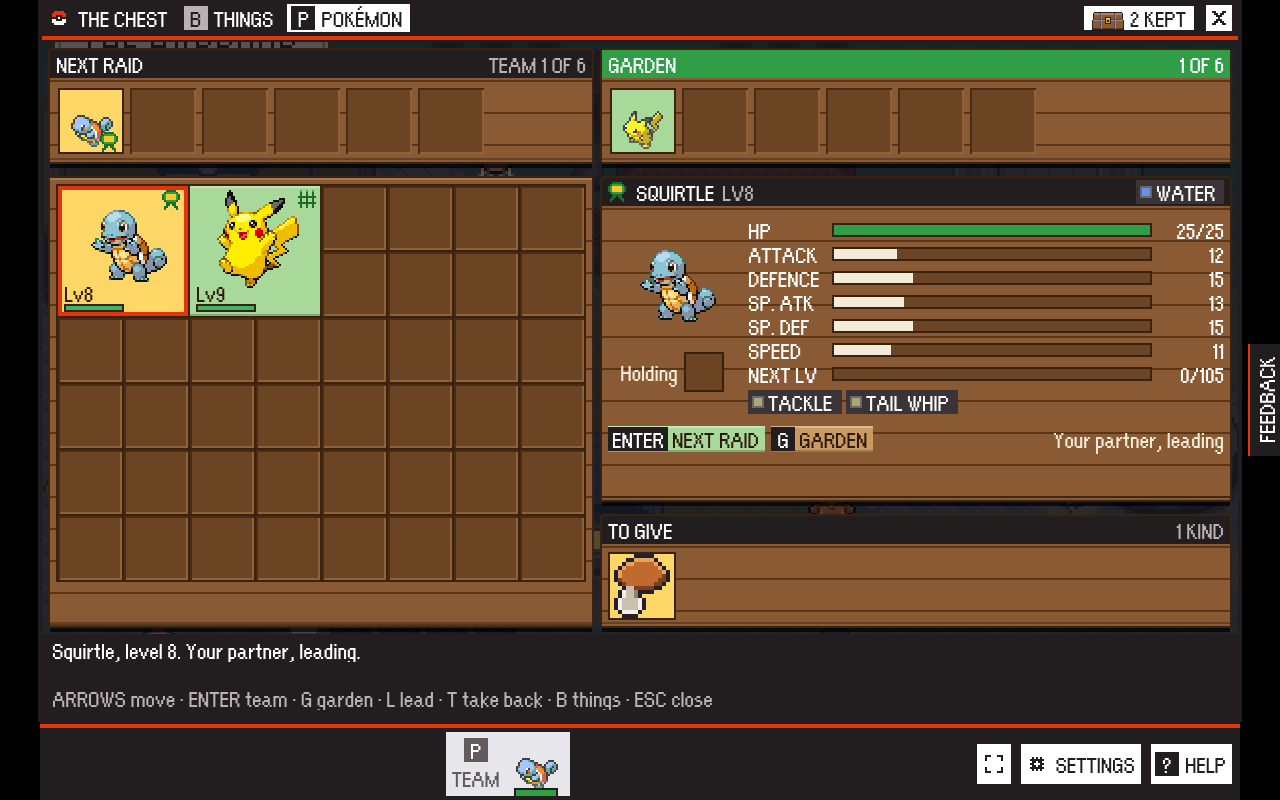 THE CHEST
B THINGS
P POKÉMON
2 KEPT
X
NEXT RAID
TEAM 1 OF 6
GARDEN
1 OF 6
Lv8
Lv9
SQUIRTLE LV8
WATER
HP 25/25
ATTACK 12
DEFENCE 15
SP. ATK 13
SP. DEF 15
SPEED 11
Holding
NEXT LV 0/105
TACKLE
TAIL WHIP
ENTER NEXT RAID
G GARDEN
Your partner, leading
TO GIVE
1 KIND
Squirtle, level 8. Your partner, leading.
ARROWS move · ENTER team · G garden · L lead · T take back · B things · ESC close
P
TEAM
SETTINGS
? HELP
FEEDBACK